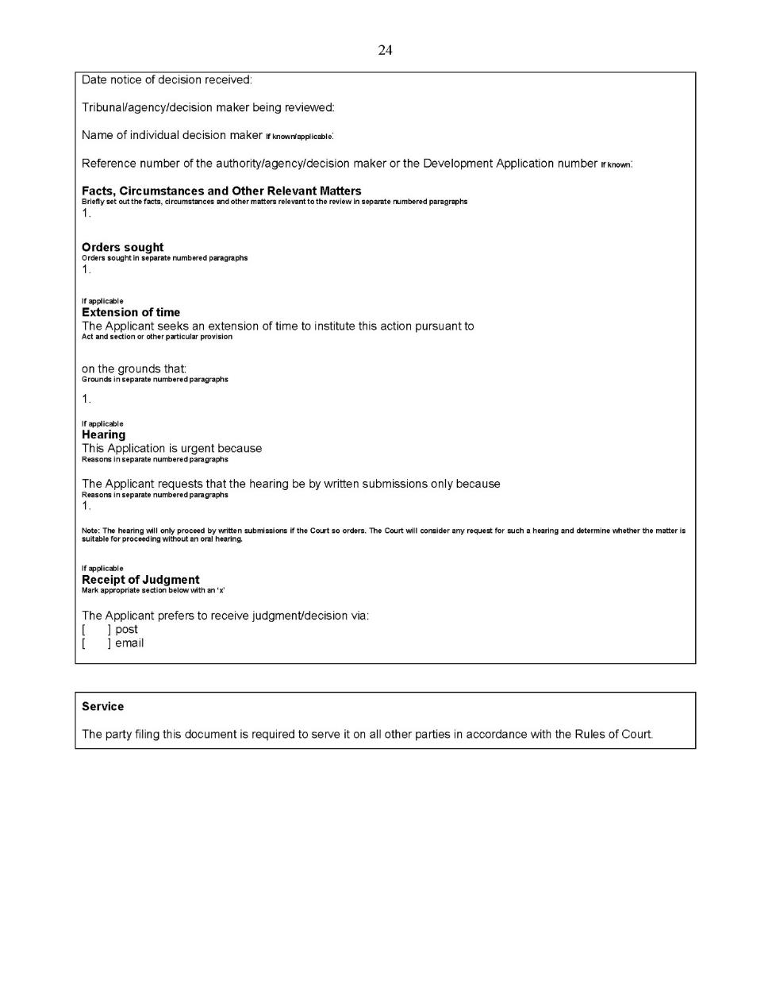 24
Date notice of decision received:
Tribunal/agency/decision maker being reviewed:
Name of individual decision maker If known/applicable:
Reference number of the authority/agency/decision maker or the Development Application number If known:
Facts, Circumstances and Other Relevant Matters
Briefly set out the facts, circumstances and other matters relevant to the review in separate numbered paragraphs
1.
Orders sought
Orders sought in separate numbered paragraphs
1.
If applicable
Extension of time
The Applicant seeks an extension of time to institute this action pursuant to
Act and section or other particular provision
on the grounds that:
Grounds in separate numbered paragraphs
1.
If applicable
Hearing
This Application is urgent because
Reasons in separate numbered paragraphs
The Applicant requests that the hearing be by written submissions only because
Reasons in separate numbered paragraphs
1.
Note: The hearing will only proceed by written submissions if the Court so orders. The Court will consider any request for such a hearing and determine whether the matter is
suitable for proceeding without an oral hearing.
If applicable
Receipt of Judgment
Mark appropriate section below with an ‘x’
The Applicant prefers to receive judgment/decision via:
[ ] post
[ ] email
Service
The party filing this document is required to serve it on all other parties in accordance with the Rules of Court.